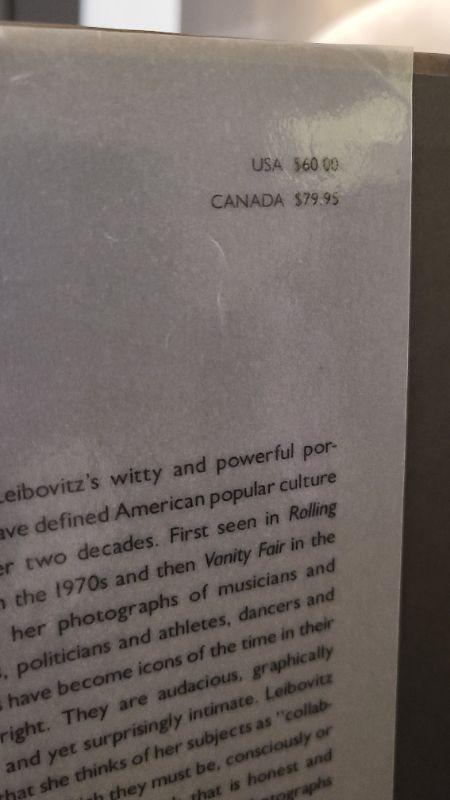 USA $60.00
CANADA $79.95
Leibovitz's witty and powerful por-
ave defined American popular culture
er two decades. First seen in Rolling
n the 1970s and then Vanity Fair in the
her photographs of musicians and
, politicians and athletes, dancers and
s have become icons of the time in their
right. They are audacious, graphically
and yet surprisingly intimate. Leibovitz
that she thinks of her subjects as "collab-
they must be, consciously or
that is honest and